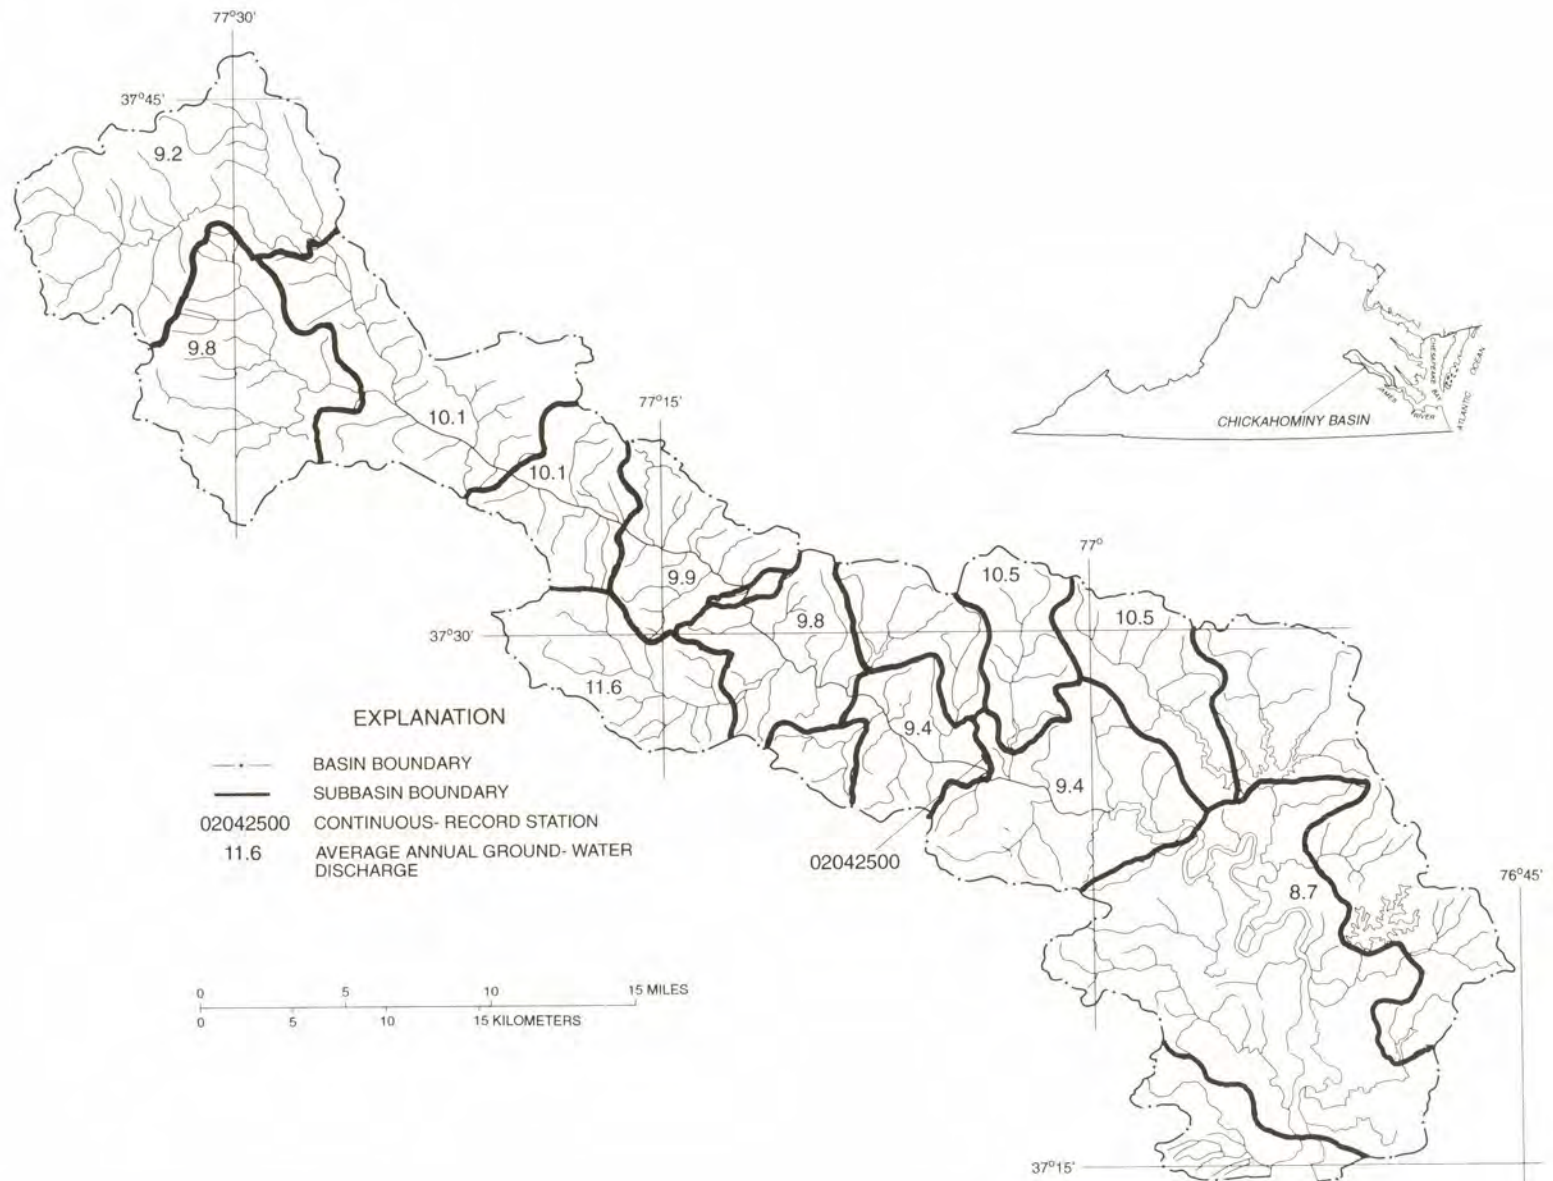 77°30'
37°45'
9.2
9.8
10.1
77°15'
10.1
9.9
37°30'
11.6
9.8
10.5
77°
10.5
9.4
9.4
02042500
8.7
76°45'
37°15'
CHICKAHOMINY BASIN
CHESAPEAKE BAY
JAMES RIVER
ATLANTIC OCEAN
EXPLANATION
BASIN BOUNDARY
SUBBASIN BOUNDARY
02042500 CONTINUOUS- RECORD STATION
11.6 AVERAGE ANNUAL GROUND- WATER
DISCHARGE
0 5 10 15 MILES
0 5 10 15 KILOMETERS